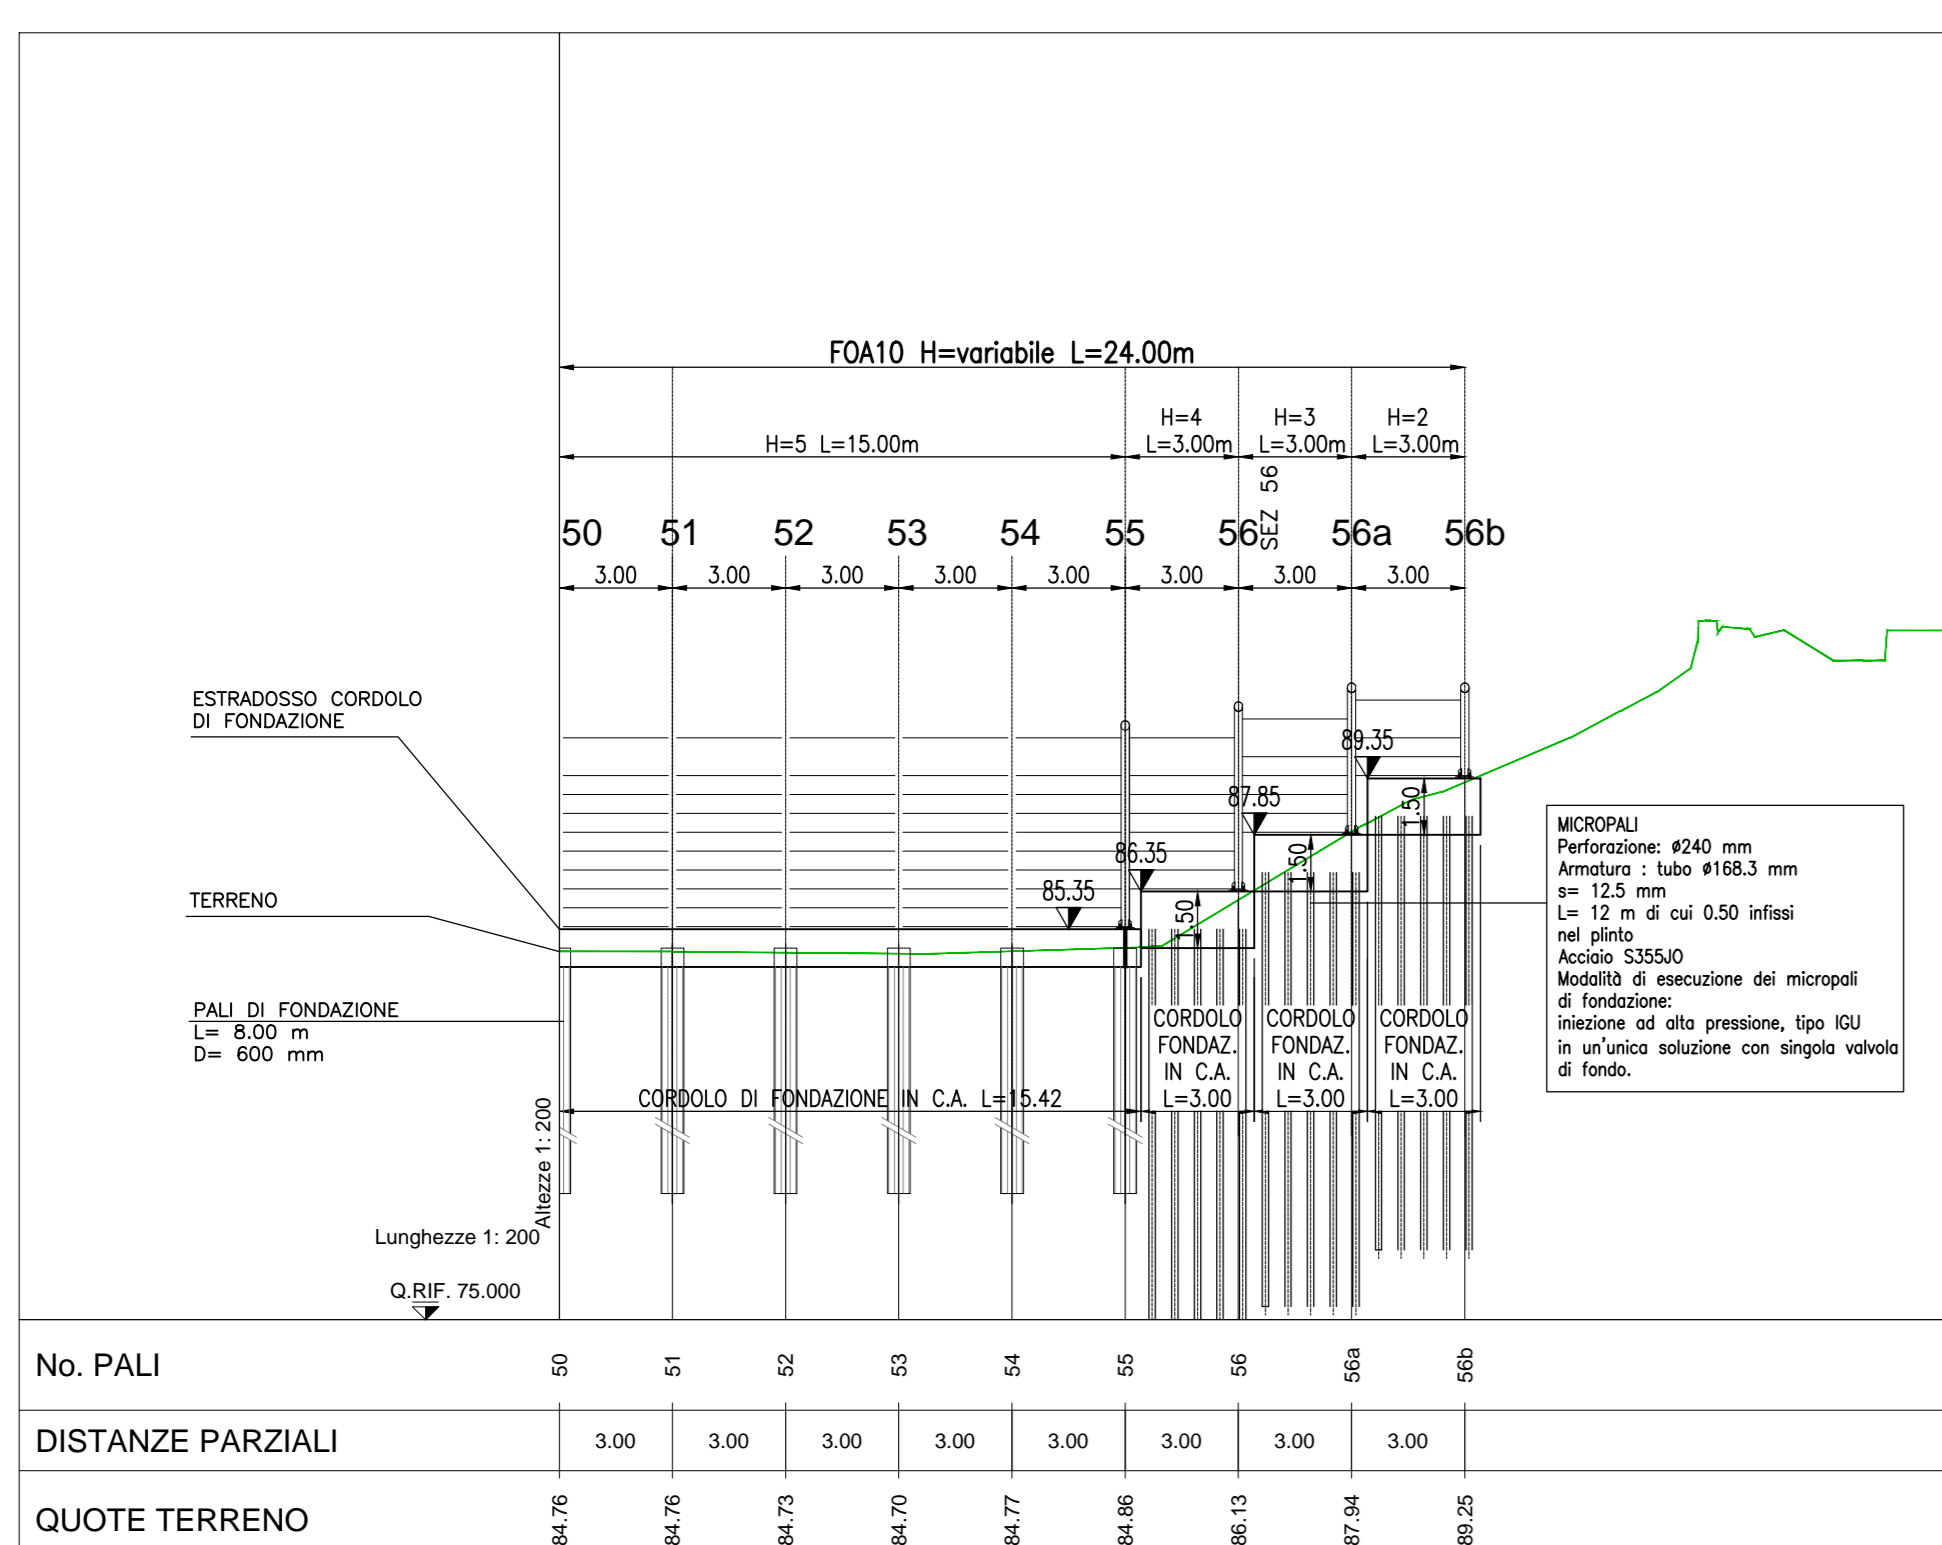 FOA10 H=variabile L=24.00m
H=4
H=3
H=2
H=5 L=15.00m
L=3.00m
L=3.00m
L=3.00m
SEZ 56
50 51 52 53 54 55 56 56a 56b
3.00 3.00 3.00 3.00 3.00 3.00 3.00 3.00
ESTRADOSSO CORDOLO
DI FONDAZIONE
89.35
87.85
86.35
85.35
1.50
1.50
1.50
TERRENO
PALI DI FONDAZIONE
L= 8.00 m
D= 600 mm
MICROPALI
Perforazione: ø240 mm
Armatura : tubo ø168.3 mm
s= 12.5 mm
L= 12 m di cui 0.50 infissi
nel plinto
Acciaio S355JO
Modalità di esecuzione dei micropali
di fondazione:
iniezione ad alta pressione, tipo IGU
in un'unica soluzione con singola valvola
di fondo.
CORDOLO
FONDAZ.
IN C.A.
L=3.00
CORDOLO
FONDAZ.
IN C.A.
L=3.00
CORDOLO
FONDAZ.
IN C.A.
L=3.00
CORDOLO DI FONDAZIONE IN C.A. L=15.42
Altezze 1: 200
Lunghezze 1: 200
Q.RIF. 75.000
No. PALI 50 51 52 53 54 55 56 56a 56b
DISTANZE PARZIALI 3.00 3.00 3.00 3.00 3.00 3.00 3.00 3.00
QUOTE TERRENO 84.76 84.76 84.73 84.70 84.77 84.86 86.13 87.94 89.25